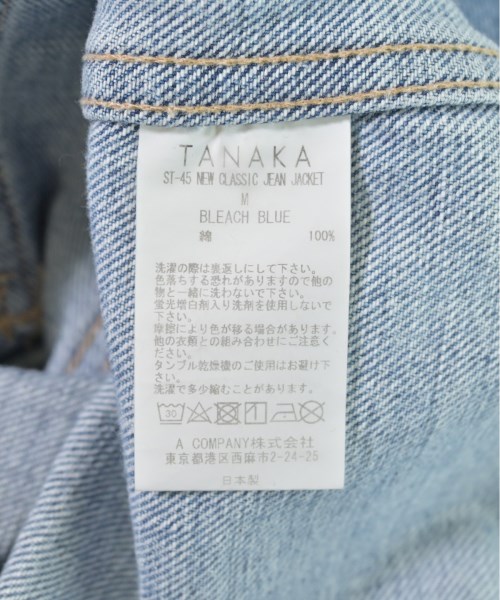 TANAKA
ST-45 NEW CLASSIC JEAN JACKET
M
BLEACH BLUE
綿 100%
洗濯の際は裏返しにして下さい。
色落ちする恐れがありますので他の
物と一緒に洗わないで下さい。
蛍光増白剤入り洗剤を使用しないで
下さい。
摩擦により色が移る場合があります。
他の衣類との組み合わせにご注意く
ださい。
タンブル乾燥機のご使用はお避け下
さい。
洗濯で多少縮むことがあります。
30
A COMPANY株式会社
東京都港区西麻布2-24-25
日本製